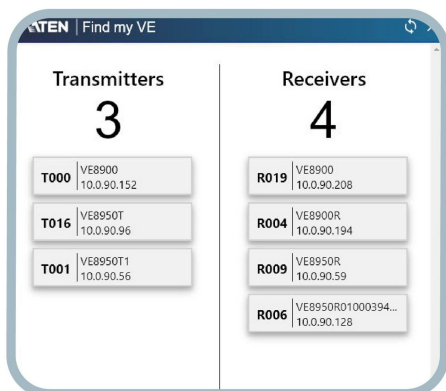 ATEN | Find my VE
Transmitters
3
T000 VE8900
10.0.90.152
T016 VE8950T
10.0.90.96
T001 VE8950T1
10.0.90.56
Receivers
4
R019 VE8900
10.0.90.208
R004 VE8900R
10.0.90.194
R009 VE8950R
10.0.90.59
R006 VE8950R01000394...
10.0.90.128